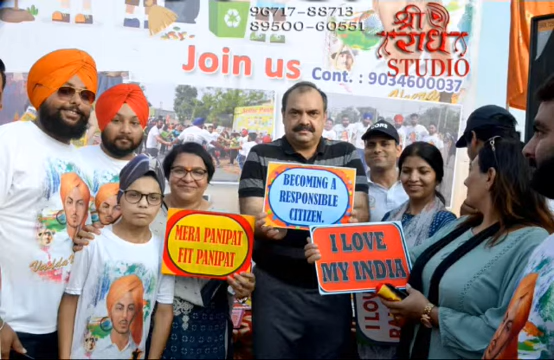 96717-88713
89500-60551
श्री
राधे
STUDIO
Join us
Cont. : 9034600037
BECOMING A
RESPONSIBLE
CITIZEN.
MERA PANIPAT
FIT PANIPAT
I LOVE
MY INDIA
I LOVE